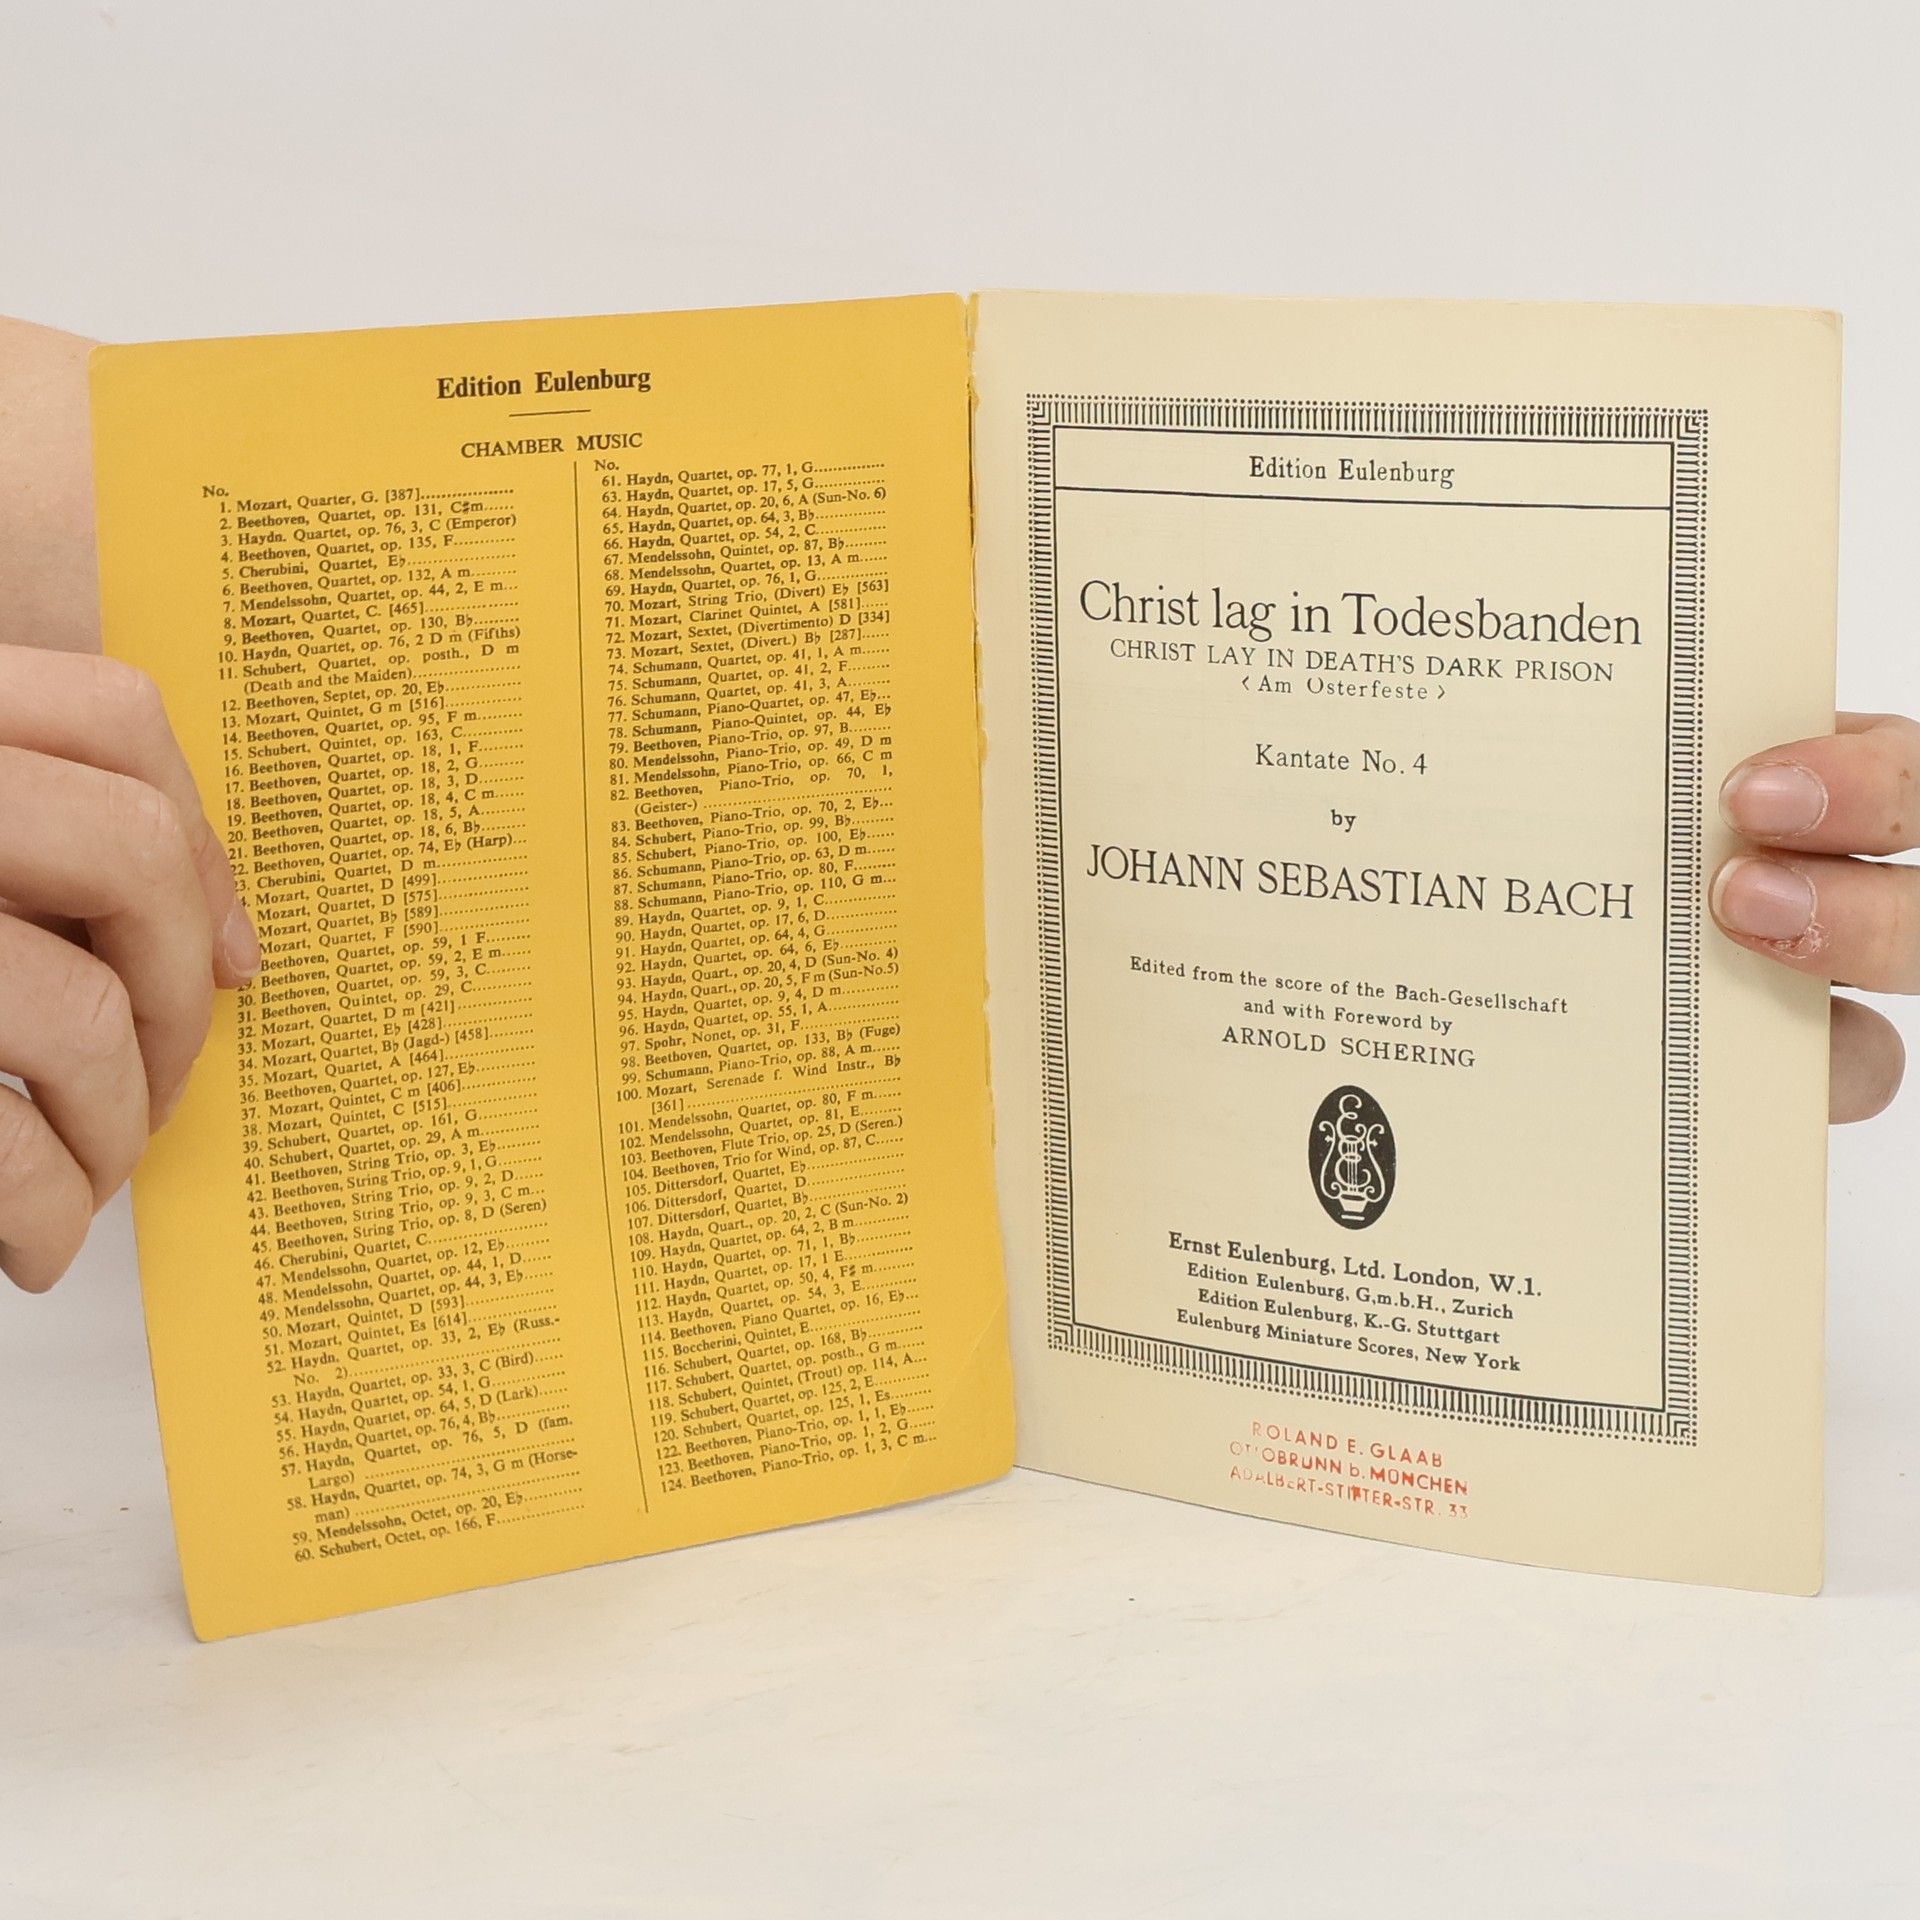 Edition Eulenburg
CHAMBER MUSIC
No.
1. Mozart, Quarter, G. [387]
2. Beethoven, Quartet, op. 131, C♯m
3. Haydn. Quartet, op. 76, 3, C (Emperor)
4. Beethoven, Quartet, op. 135, F
5. Cherubini, Quartet, E♭
6. Beethoven, Quartet, op. 132, A m
7. Mendelssohn, Quartet, op. 44, 2, E m
8. Mozart, Quartet, C. [465]
9. Beethoven, Quartet, op. 130, B♭
10. Haydn, Quartet, op. 76, 2 D m (Fifths)
11. Schubert, Quartet, op. posth., D m
(Death and the Maiden)
12. Beethoven, Septet, op. 20, E♭
13. Mozart, Quintet, G m [516]
14. Beethoven, Quartet, op. 95, F m
15. Schubert, Quintet, op. 163, C
16. Beethoven, Quartet, op. 18, 1, F
17. Beethoven, Quartet, op. 18, 2, G
18. Beethoven, Quartet, op. 18, 3, D
19. Beethoven, Quartet, op. 18, 4, C m
20. Beethoven, Quartet, op. 18, 5, A
21. Beethoven, Quartet, op. 18, 6, B♭
22. Beethoven, Quartet, op. 74, E♭ (Harp)
23. Cherubini, Quartet, D m
4. Mozart, Quartet, D [499]
Mozart, Quartet, D [575]
Mozart, Quartet, B♭ [589]
Mozart, Quartet, F [590]
Beethoven, Quartet, op. 59, 1 F
29. Beethoven, Quartet, op. 59, 2, E m
30. Beethoven, Quartet, op. 59, 3, C
31. Beethoven, Quintet, op. 29, C
32. Mozart, Quartet, D m [421]
33. Mozart, Quartet, E♭ [428]
34. Mozart, Quartet, B♭ (Jagd-) [458]
35. Mozart, Quartet, A [464]
36. Beethoven, Quartet, op. 127, E♭
37. Mozart, Quintet, C m [406]
38. Mozart, Quintet, C [515]
39. Schubert, Quartet, op. 161, G
40. Schubert, Quartet, op. 29, A m
41. Beethoven, String Trio, op. 3, E♭
42. Beethoven, String Trio, op. 9, 1, G
43. Beethoven, String Trio, op. 9, 2, D
44. Beethoven, String Trio, op. 9, 3, C m
45. Beethoven, String Trio, op. 8, D (Seren)
46. Cherubini, Quartet, C
47. Mendelssohn, Quartet, op. 12, E♭
48. Mendelssohn, Quartet, op. 44, 1, D
49. Mendelssohn, Quartet, op. 44, 3, E♭
50. Mozart, Quintet, D [593]
51. Mozart, Quintet, Es [614]
52. Haydn, Quartet, op. 33, 2, E♭ (Russ.-
No. 2)
53. Haydn, Quartet, op. 33, 3, C (Bird)
54. Haydn, Quartet, op. 54, 1, G
55. Haydn, Quartet, op. 64, 5, D (Lark)
56. Haydn, Quartet, op. 76, 4, B♭
57. Haydn, Quartet, op. 76, 5, D (fam.
Largo)
58. Haydn, Quartet, op. 74, 3, G m (Horse-
man)
59. Mendelssohn, Octet, op. 20, E♭
60. Schubert, Octet, op. 166, F
No.
61. Haydn, Quartet, op. 77, 1, G
63. Haydn, Quartet, op. 17, 5, G
64. Haydn, Quartet, op. 20, 6, A (Sun-No. 6)
65. Haydn, Quartet, op. 64, 3, B♭
66. Haydn, Quartet, op. 54, 2, C
67. Mendelssohn, Quintet, op. 87, B♭
68. Mendelssohn, Quartet, op. 13, A m
69. Haydn, Quartet, op. 76, 1, G
70. Mozart, String Trio, (Divert) E♭ [563]
71. Mozart, Clarinet Quintet, A [581]
72. Mozart, Sextet, (Divertimento) D [334]
73. Mozart, Sextet, (Divert.) B♭ [287]
74. Schumann, Quartet, op. 41, 1, A m
75. Schumann, Quartet, op. 41, 2, F
76. Schumann, Quartet, op. 41, 3, A
77. Schumann, Piano-Quartet, op. 47, E♭
78. Schumann, Piano-Quintet, op. 44, E♭
79. Beethoven, Piano-Trio, op. 97, B
80. Mendelssohn, Piano-Trio, op. 49, D m
81. Mendelssohn, Piano-Trio, op. 66, C m
82. Beethoven, Piano-Trio, op. 70, 1,
(Geister-)
83. Beethoven, Piano-Trio, op. 70, 2, E♭
84. Schubert, Piano-Trio, op. 99, B♭
85. Schubert, Piano-Trio, op. 100, E♭
86. Schumann, Piano-Trio, op. 63, D m
87. Schumann, Piano-Trio, op. 80, F
88. Schumann, Piano-Trio, op. 110, G m
89. Haydn, Quartet, op. 9, 1, C
90. Haydn, Quartet, op. 17, 6, D
91. Haydn, Quartet, op. 64, 4, G
92. Haydn, Quartet, op. 64, 6, E♭
93. Haydn, Quart., op. 20, 4, D (Sun-No. 4)
94. Haydn, Quart., op. 20, 5, F m (Sun-No.5)
95. Haydn, Quartet, op. 9, 4, D m
96. Haydn, Quartet, op. 55, 1, A
97. Spohr, Nonet, op. 31, F
98. Beethoven, Quartet, op. 133, B♭ (Fuge)
99. Schumann, Piano-Trio, op. 88, A m
100. Mozart, Serenade f. Wind Instr., B♭
[361]
101. Mendelssohn, Quartet, op. 80, F m
102. Mendelssohn, Quartet, op. 81, E
103. Beethoven, Flute Trio, op. 25, D (Seren.)
104. Beethoven, Trio for Wind, op. 87, C
105. Dittersdorf, Quartet, E♭
106. Dittersdorf, Quartet, D
107. Dittersdorf, Quartet, B♭
108. Haydn, Quart., op. 20, 2, C (Sun-No. 2)
109. Haydn, Quartet, op. 64, 2, B m
110. Haydn, Quartet, op. 71, 1, B♭
111. Haydn, Quartet, op. 17, 1 E
112. Haydn, Quartet, op. 50, 4, F♯ m
113. Haydn, Quartet, op. 54, 3, E
114. Beethoven, Piano Quartet, op. 16, E♭
115. Boccherini, Quintet, E
116. Schubert, Quartet, op. 168, B♭
117. Schubert, Quartet, op. posth., G m
118. Schubert, Quintet, (Trout) op. 114, A
119. Schubert, Quartet, op. 125, 2, E
120. Schubert, Quartet, op. 125, 1, Es
122. Beethoven, Piano-Trio, op. 1, 1, E♭
123. Beethoven, Piano-Trio, op. 1, 2, G
124. Beethoven, Piano-Trio, op. 1, 3, C m
Edition Eulenburg
Christ lag in Todesbanden
CHRIST LAY IN DEATH'S DARK PRISON
‹ Am Osterfeste ›
Kantate No. 4
by
JOHANN SEBASTIAN BACH
Edited from the score of the Bach-Gesellschaft
and with Foreword by
ARNOLD SCHERING
Ernst Eulenburg, Ltd. London, W.1.
Edition Eulenburg, G.m.b.H., Zurich
Edition Eulenburg, K.-G. Stuttgart
Eulenburg Miniature Scores, New York
ROLAND E. GLAAB
OTTOBRUNN b. MÜNCHEN
ADALBERT-STIFTER-STR. 33